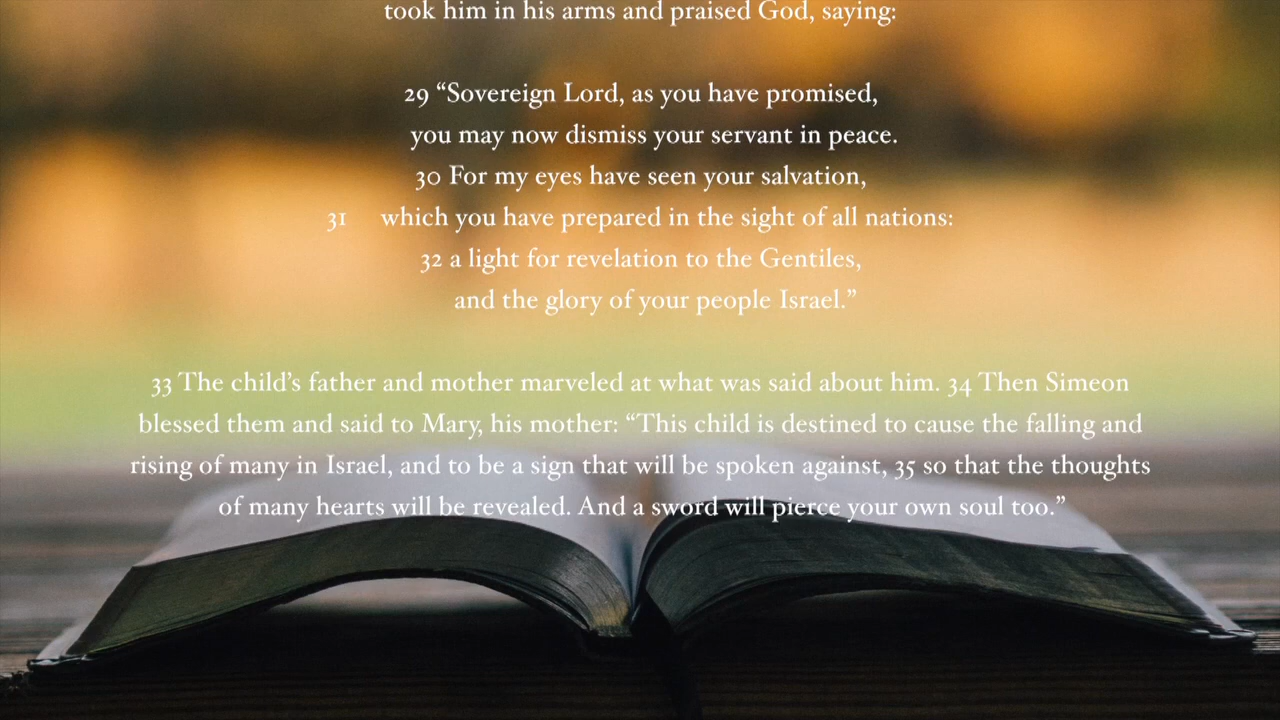 took him in his arms and praised God, saying:
29 “Sovereign Lord, as you have promised,
you may now dismiss your servant in peace.
30 For my eyes have seen your salvation,
31 which you have prepared in the sight of all nations:
32 a light for revelation to the Gentiles,
and the glory of your people Israel.”
33 The child’s father and mother marveled at what was said about him. 34 Then Simeon
blessed them and said to Mary, his mother: “This child is destined to cause the falling and
rising of many in Israel, and to be a sign that will be spoken against, 35 so that the thoughts
of many hearts will be revealed. And a sword will pierce your own soul too.”